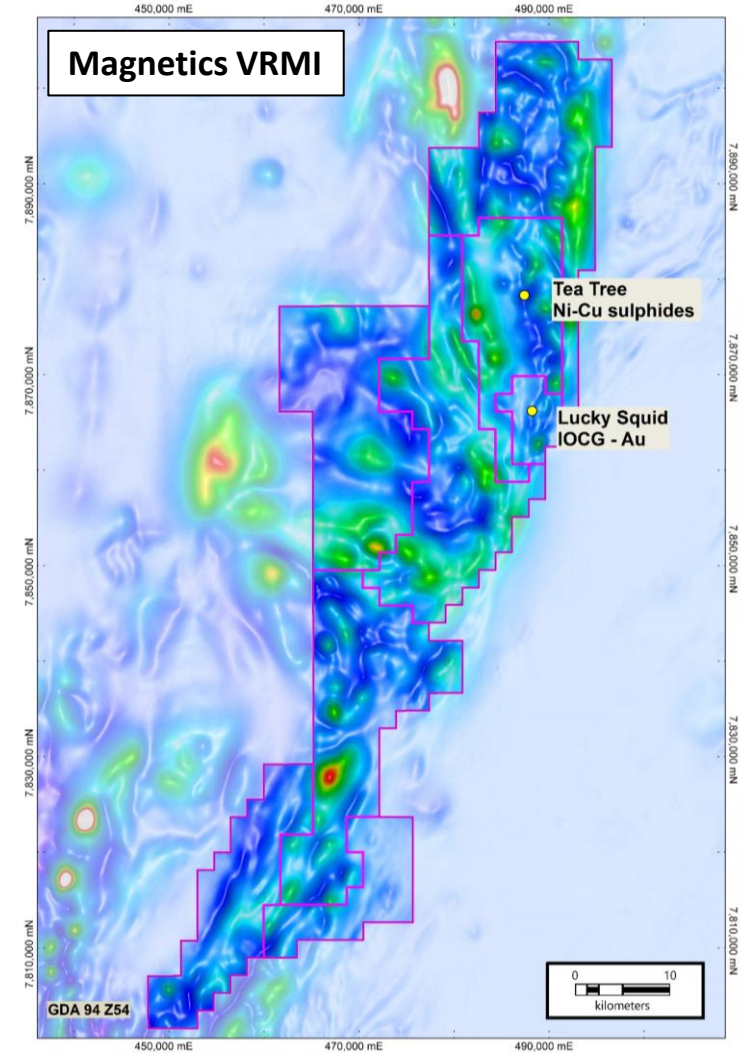 450,000 mE
470,000 mE
490,000 mE
Magnetics VRMI
7,890,000 mN
7,890,000 mN
Tea Tree
Ni-Cu sulphides
7,870,000 mN
7,870,000 mN
Lucky Squid
IOCG - Au
7,850,000 mN
7,850,000 mN
7,830,000 mN
7,830,000 mN
7,810,000 mN
7,810,000 mN
0 10
kilometers
GDA 94 Z54
450,000 mE
470,000 mE
490,000 mE